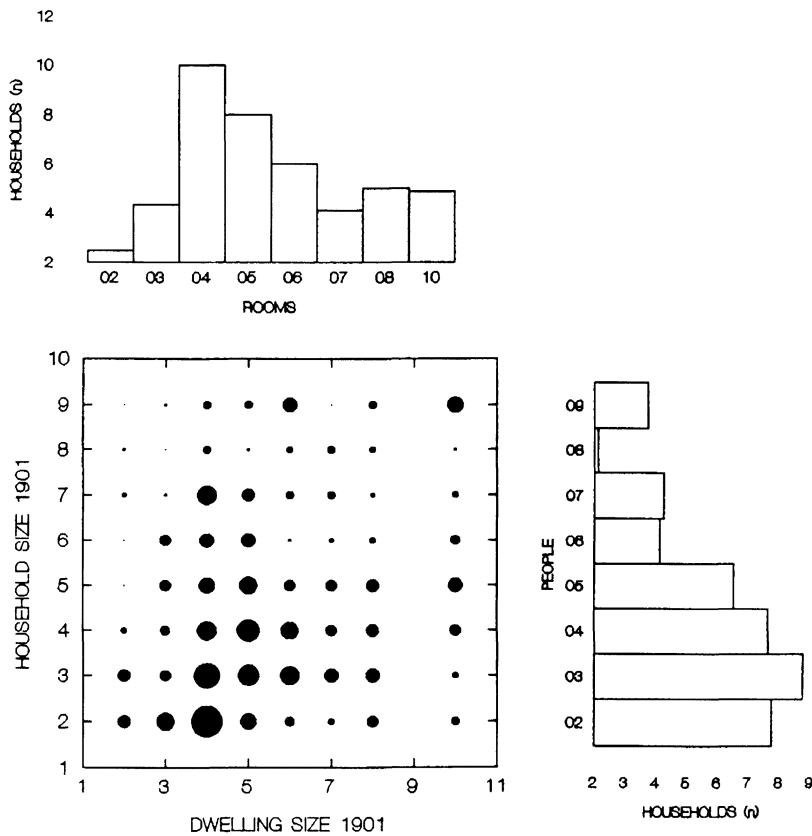 12
10
8
6
4
2
HOUSEHOLDS (n)
02 03 04 05 06 07 08 10
ROOMS
10
9
8
7
6
5
4
3
2
1
HOUSEHOLD SIZE 1901
1 3 5 7 9 11
DWELLING SIZE 1901
09
08
07
06
05
04
03
02
PEOPLE
2 3 4 5 6 7 8 9
HOUSEHOLDS (n)